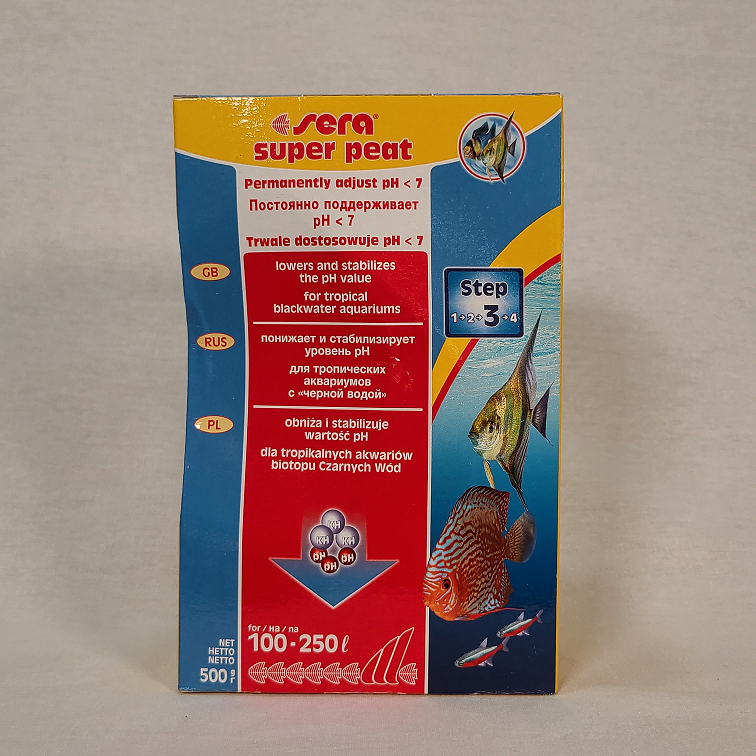 sera®
super peat
Permanently adjust pH < 7
Постоянно поддерживает
pH < 7
Trwale dostosowuje pH < 7
GB
lowers and stabilizes
the pH value
for tropical
blackwater aquariums
RUS
понижает и стабилизирует
уровень pH
для тропических
аквариумов
с «черной водой»
PL
obniża i stabilizuje
wartość pH
dla tropikalnych akwariów
biotopu Czarnych Wód
Step
1→2→3→4
KH
KH KH
pH pH pH
for / на / na
100-250 l
NET
НЕТТО
NETTO
500 g
г